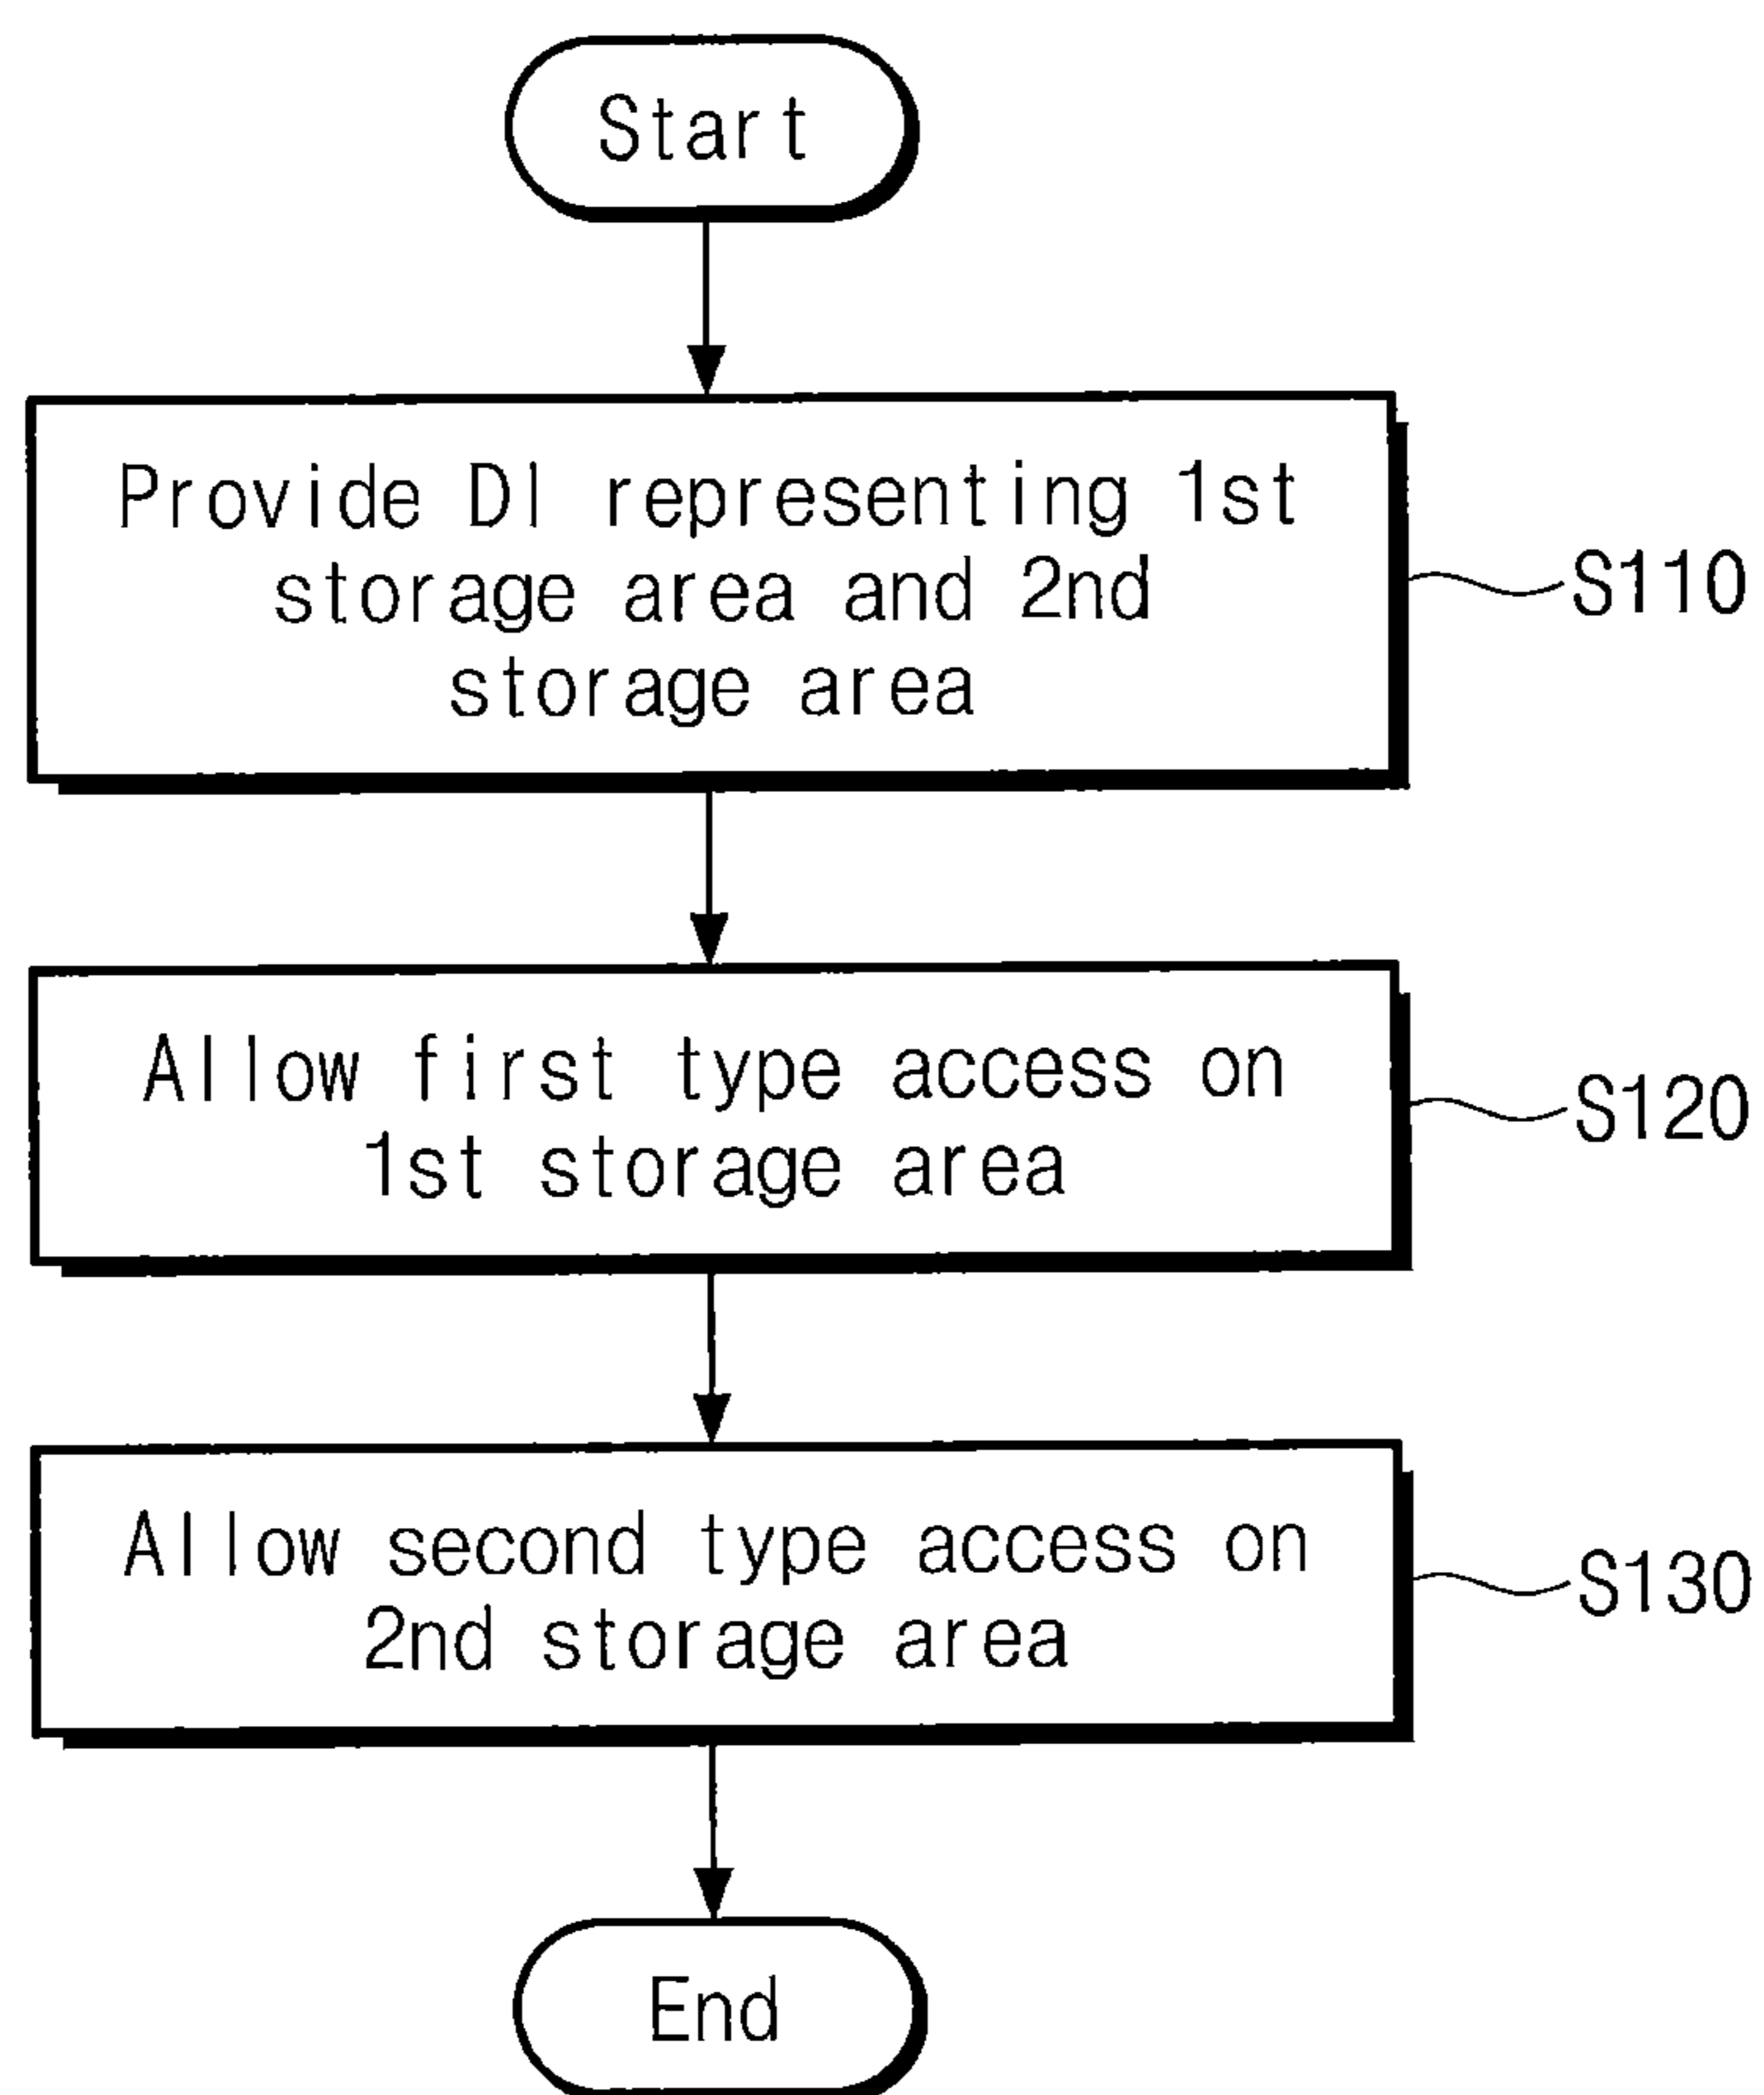 Start
Provide DI representing 1st
storage area and 2nd
storage area
S110
Allow first type access on
1st storage area
S120
Allow second type access on
2nd storage area
S130
End